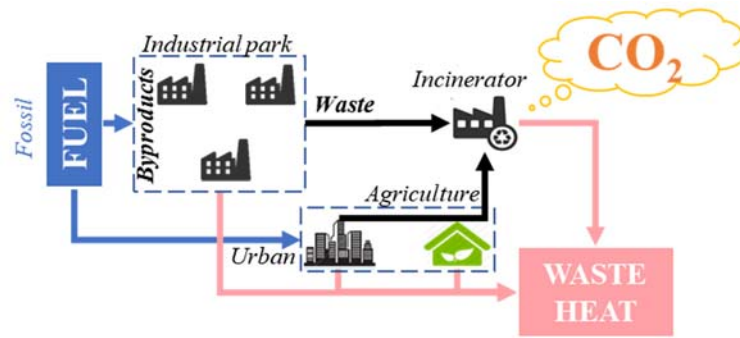 Industrial park
Fossil
FUEL
Byproducts
Waste
Incinerator
CO2
Agriculture
Urban
WASTE
HEAT